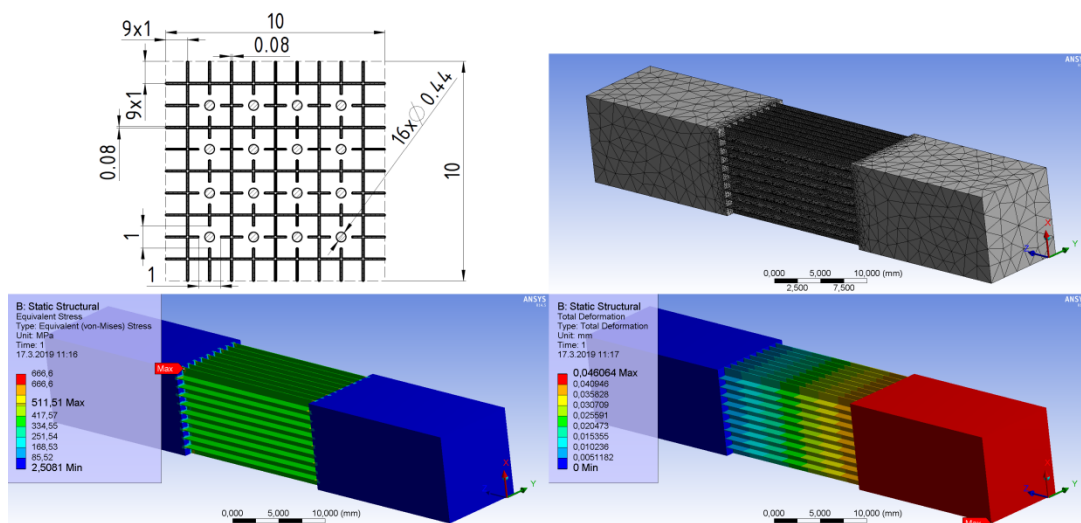 10
9x1
0.08
9x1
0.08
16xØ 0.44
10
1
1
ANSYS
X
Z
Y
0,000
5,000
10,000 (mm)
2,500
7,500
B: Static Structural
Equivalent Stress
Type: Equivalent (von-Mises) Stress
Unit: MPa
Time: 1
17.3.2019 11:16
666,6
666,6
511,51 Max
417,57
334,55
251,54
168,53
85,52
2,5081 Min
Max
ANSYS
X
Y
0,000
5,000
10,000 (mm)
B: Static Structural
Total Deformation
Type: Total Deformation
Unit: mm
Time: 1
17.3.2019 11:17
0,046064 Max
0,040946
0,035828
0,030709
0,025591
0,020473
0,015355
0,010236
0,0051182
0 Min
ANSYS
Y
0,000
5,000
10,000 (mm)
Max